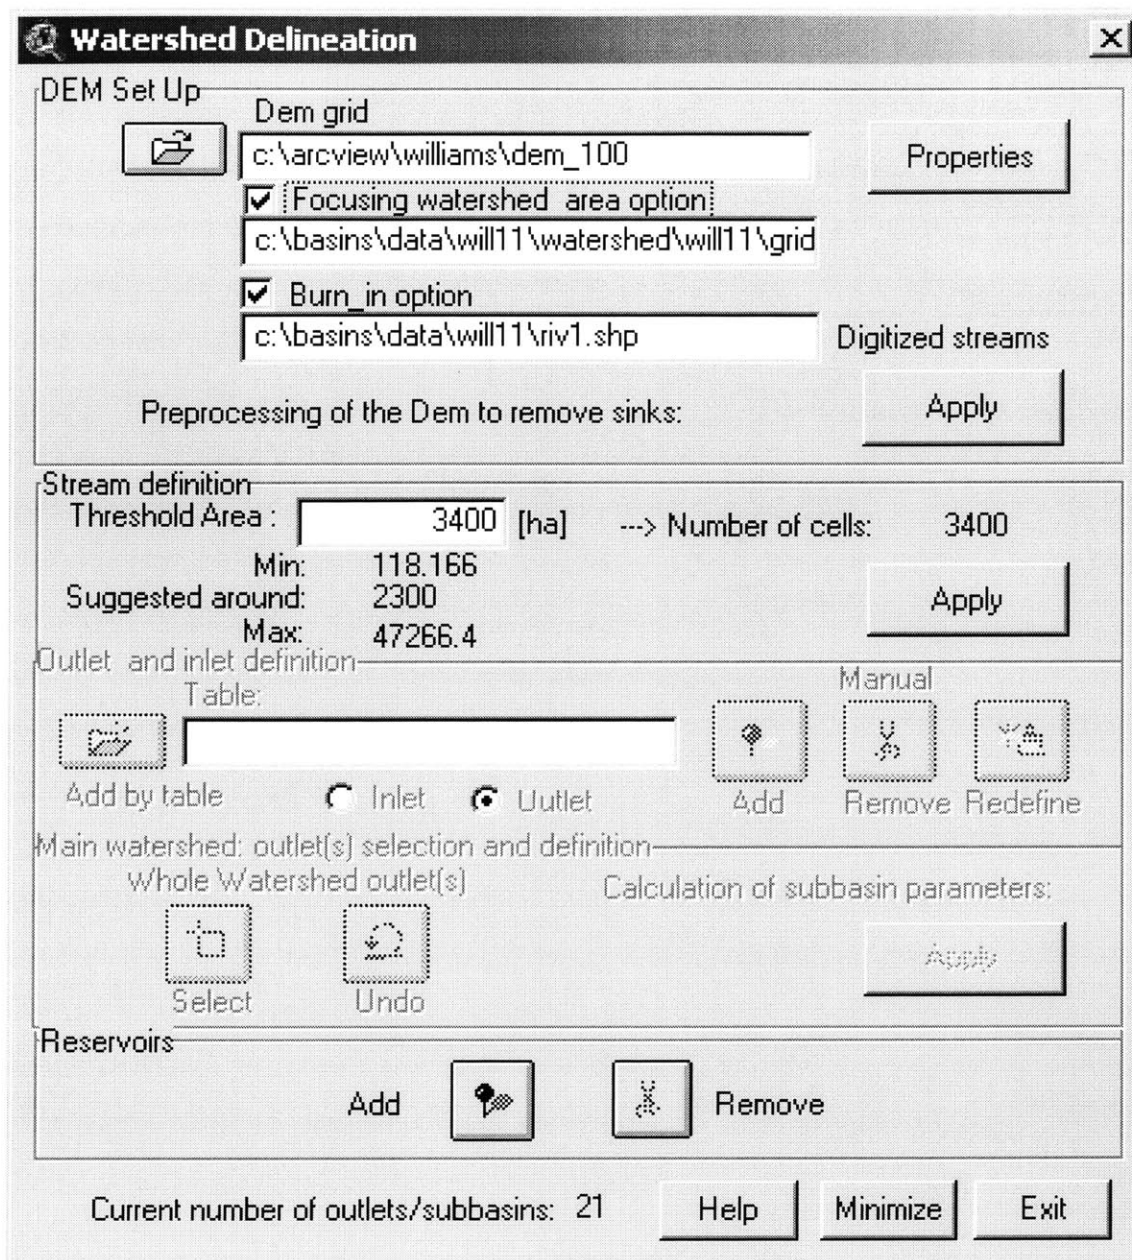 Watershed Delineation
DEM Set Up
Dem grid
c:\arcview\williams\dem_100
Properties
Focusing watershed area option
c:\basins\data\will11\watershed\will11\grid
Burn_in option
c:\basins\data\will11\riv1.shp
Digitized streams
Preprocessing of the Dem to remove sinks:
Apply
Stream definition
Threshold Area : 3400 [ha] ---> Number of cells: 3400
Min: 118.166
Suggested around: 2300
Apply
Max: 47266.4
Outlet and inlet definition
Manual
Table:
Add by table
Inlet
Outlet
Add
Remove
Redefine
Main watershed: outlet(s) selection and definition
Whole Watershed outlet(s)
Calculation of subbasin parameters:
Apply
Select
Undo
Reservoirs
Add
Remove
Current number of outlets/subbasins: 21
Help
Minimize
Exit